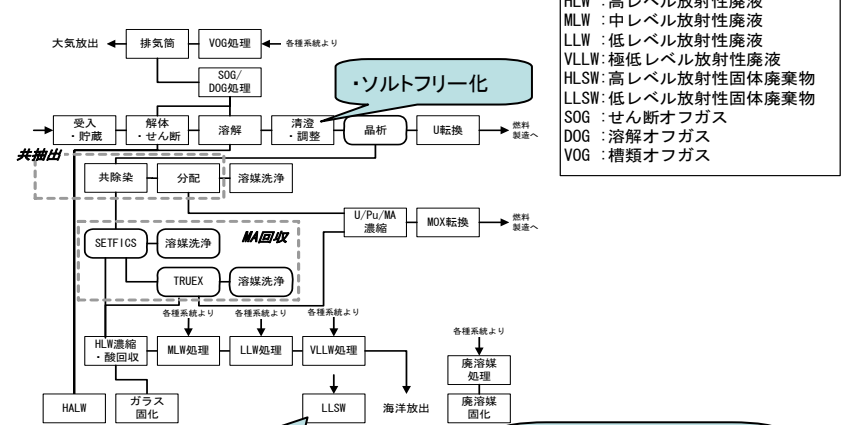 HLW :高レベル放射性廃液
MLW :中レベル放射性廃液
LLW :低レベル放射性廃液
VLLW:極低レベル放射性廃液
HLSW:高レベル放射性固体廃棄物
LLSW:低レベル放射性固体廃棄物
SOG :せん断オフガス
DOG :溶解オフガス
VOG :槽類オフガス
大気放出
排気筒
VOG処理
各種系統より
SOG/
DOG処理
・ソルトフリー化
受入
・貯蔵
解体
・せん断
溶解
清澄
・調整
晶析
U転換
燃料
製造へ
共抽出
共除染
分配
溶媒洗浄
U/Pu/MA
濃縮
MOX転換
燃料
製造へ
MA回収
SETFICS
溶媒洗浄
TRUEX
溶媒洗浄
各種系統より
各種系統より
各種系統より
各種系統より
HLW濃縮
・酸回収
MLW処理
LLW処理
VLLW処理
廃溶媒
処理
HALW
ガラス
固化
LLSW
海洋放出
廃溶媒
固化